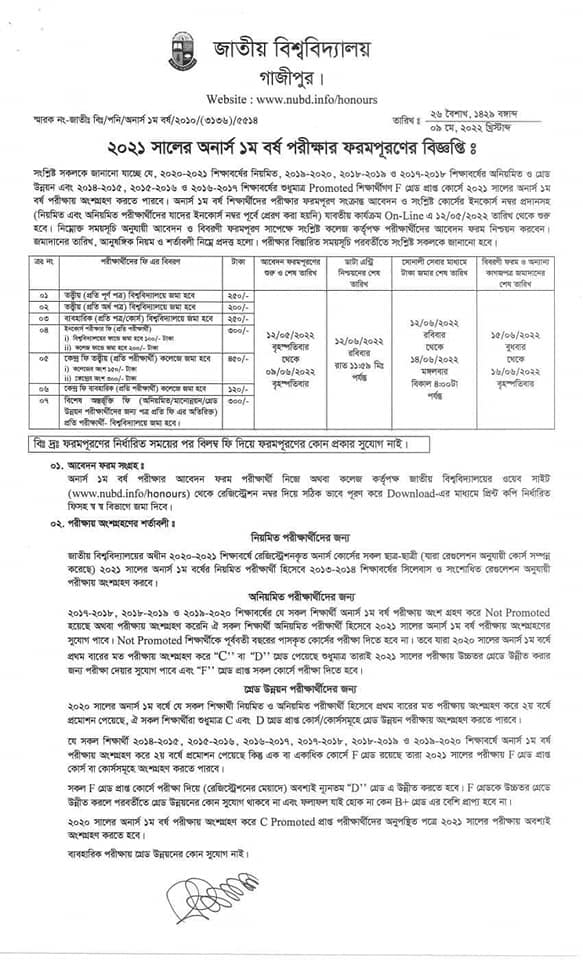 জাতীয় বিশ্ববিদ্যালয়
গাজীপুর।
Website : www.nubd.info/honours
স্মারক নং-জাতীঃ বিঃ/পনি/অনার্স ১ম বর্ষ/২০১০/(৩১৩৬)/৫৫১৪
তারিখ : ২৬ বৈশাখ, ১৪২৯ বঙ্গাব্দ
০৯ মে, ২০২২ খ্রিস্টাব্দ
২০২১ সালের অনার্স ১ম বর্ষ পরীক্ষার ফরমপূরণের বিজ্ঞপ্তি :
সংশ্লিষ্ট সকলকে জানানো যাচ্ছে যে, ২০২০-২০২১ শিক্ষাবর্ষের নিয়মিত, ২০১৯-২০২০, ২০১৮-২০১৯ ও ২০১৭-২০১৮ শিক্ষাবর্ষের অনিয়মিত ও গ্রেড
উন্নয়ন এবং ২০১৪-২০১৫, ২০১৫-২০১৬ ও ২০১৬-২০১৭ শিক্ষাবর্ষের শুধুমাত্র Promoted শিক্ষার্থীগণ F গ্রেড প্রাপ্ত কোর্সে ২০২১ সালের অনার্স ১ম
বর্ষ পরীক্ষায় অংশগ্রহণ করতে পারবে। অনার্স ১ম বর্ষ শিক্ষার্থীদের পরীক্ষার ফরমপূরণ সংক্রান্ত আবেদন ও সংশ্লিষ্ট কোর্সের ইনকোর্স নম্বর প্রদানসহ
(নিয়মিত এবং অনিয়মিত পরীক্ষার্থীদের যাদের ইনকোর্স নম্বর পূর্বে প্রেরণ করা হয়নি) যাবতীয় কার্যক্রম On-Line এ ১২/০৫/২০২২ তারিখ থেকে শুরু
হবে। নিম্নোক্ত সময়সূচি অনুযায়ী আবেদন ও বিবরণী ফরমপূরণ সাপেক্ষে সংশ্লিষ্ট কলেজ কর্তৃপক্ষ পরীক্ষার্থীদের আবেদন ফরম নিশ্চয়ন করবেন।
জমাদানের তারিখ, আনুষঙ্গিক নিয়ম ও শর্তাবলী নিম্নে প্রদত্ত হলো। পরীক্ষার বিস্তারিত সময়সূচি পরবর্তীতে সংশ্লিষ্ট সকলকে জানানো হবে।
ক্রঃ নং পরীক্ষার্থীদের ফি এর বিবরণ টাকা আবেদন ফরমপূরণের শুরু ও শেষ তারিখ ডাটা এন্ট্রি নিশ্চয়নের শেষ তারিখ সোনালী সেবার মাধ্যমে টাকা জমার শেষ তারিখ বিবরণী ফরম ও অন্যান্য কাগজপত্র জমাদানের শেষ তারিখ
০১ তত্ত্বীয় (প্রতি পূর্ণ পত্র) বিশ্ববিদ্যালয়ে জমা হবে ২৫০/-
০২ তত্ত্বীয় (প্রতি অর্ধ পত্র) বিশ্ববিদ্যালয়ে জমা হবে ২০০/-
০৩ ব্যবহারিক (প্রতি পত্র/কোর্স) বিশ্ববিদ্যালয়ে জমা হবে ২৫০/-
০৪ ইনকোর্স পরীক্ষার ফি (প্রতি পরীক্ষার্থী) ৩০০/-
i) বিশ্ববিদ্যালয়ের ফান্ডে জমা হবে ১০০/- টাকা
ii) কলেজ ফান্ডে জমা হবে ২০০/- টাকা
০৫ কেন্দ্র ফি তত্ত্বীয় (প্রতি পরীক্ষার্থী) কলেজে জমা হবে ৪৫০/-
i) কলেজের অংশ ১৫০/- টাকা
ii) কেন্দ্রের অংশ ৩০০/- টাকা
০৬ কেন্দ্র ফি ব্যবহারিক (প্রতি পরীক্ষার্থী) কলেজে জমা হবে ১২০/-
০৭ বিশেষ অন্তর্ভুক্তি ফি (অনিয়মিত/মানোন্নয়ন/গ্রেড ৩০০/-
উন্নয়ন পরীক্ষার্থীদের জন্য পত্র প্রতি ফি এর অতিরিক্ত)
প্রতি পরীক্ষার্থী- বিশ্ববিদ্যালয়ে জমা হবে।
১২/০৫/২০২২
বৃহস্পতিবার
থেকে
০৯/০৬/২০২২
বৃহস্পতিবার
১২/০৬/২০২২
রবিবার
রাত ১১:৫৯ মিঃ
পর্যন্ত
১২/০৬/২০২২
রবিবার
থেকে
১৪/০৬/২০২২
মঙ্গলবার
বিকাল ৪:০০টা
পর্যন্ত
১৫/০৬/২০২২
বুধবার
থেকে
১৬/০৬/২০২২
বৃহস্পতিবার
বিঃ দ্রঃ ফরমপূরণের নির্ধারিত সময়ের পর বিলম্ব ফি দিয়ে ফরমপূরণের কোন প্রকার সুযোগ নাই।
০১. আবেদন ফরম সংগ্রহ :
অনার্স ১ম বর্ষ পরীক্ষার আবেদন ফরম পরীক্ষার্থী নিজে অথবা কলেজ কর্তৃপক্ষ জাতীয় বিশ্ববিদ্যালয়ের ওয়েব সাইট
(www.nubd.info/honours) থেকে রেজিস্ট্রেশন নম্বর দিয়ে সঠিক ভাবে পূরণ করে Download-এর মাধ্যমে প্রিন্ট কপি নির্ধারিত
ফিসহ স্ব স্ব বিভাগে জমা দিবে।
০২. পরীক্ষায় অংশগ্রহণের শর্তাবলী :
নিয়মিত পরীক্ষার্থীদের জন্য
জাতীয় বিশ্ববিদ্যালয়ের অধীন ২০২০-২০২১ শিক্ষাবর্ষে রেজিস্ট্রেশনকৃত অনার্স কোর্সের সকল ছাত্র-ছাত্রী (যারা রেগুলেশন অনুযায়ী কোর্স সম্পন্ন
করেছে) ২০২১ সালের অনার্স ১ম বর্ষের নিয়মিত পরীক্ষার্থী হিসেবে ২০১৩-২০১৪ শিক্ষাবর্ষের সিলেবাস ও সংশোধিত রেগুলেশন অনুযায়ী
পরীক্ষায় অংশগ্রহণ করবে।
অনিয়মিত পরীক্ষার্থীদের জন্য
২০১৭-২০১৮, ২০১৮-২০১৯ ও ২০১৯-২০২০ শিক্ষাবর্ষের যে সকল শিক্ষার্থী অনার্স ১ম বর্ষ পরীক্ষায় অংশ গ্রহণ করে Not Promoted
হয়েছে অথবা পরীক্ষায় অংশগ্রহণ করেনি ঐ সকল শিক্ষার্থী অনিয়মিত পরীক্ষার্থী হিসেবে ২০২১ সালের অনার্স ১ম বর্ষ পরীক্ষায় অংশগ্রহণের
সুযোগ পাবে। Not Promoted শিক্ষার্থীকে পূর্ববর্তী বছরের পাসকৃত কোর্সের পরীক্ষা দিতে হবে না। তবে যারা ২০২০ সালের অনার্স ১ম বর্ষে
প্রথম বারের মত পরীক্ষায় অংশগ্রহণ করে “C” বা “D” গ্রেড পেয়েছে শুধুমাত্র তারাই ২০২১ সালের পরীক্ষায় উচ্চতর গ্রেডে উন্নীত করার
জন্য পরীক্ষা দেয়ার সুযোগ পাবে এবং “F” গ্রেড প্রাপ্ত সকল কোর্সে পরীক্ষা দিতে হবে।
গ্রেড উন্নয়ন পরীক্ষার্থীদের জন্য
২০২০ সালের অনার্স ১ম বর্ষে যে সকল শিক্ষার্থী নিয়মিত ও অনিয়মিত পরীক্ষার্থী হিসেবে প্রথম বারের মত পরীক্ষায় অংশগ্রহণ করে ২য় বর্ষে
প্রমোশন পেয়েছে, ঐ সকল শিক্ষার্থীরা শুধুমাত্র C এবং D গ্রেড প্রাপ্ত কোর্স/কোর্সসমূহে গ্রেড উন্নয়ন পরীক্ষায় অংশগ্রহণ করতে পারবে।
যে সকল শিক্ষার্থী ২০১৪-২০১৫, ২০১৫-২০১৬, ২০১৬-২০১৭, ২০১৭-২০১৮, ২০১৮-২০১৯ ও ২০১৯-২০২০ শিক্ষাবর্ষে অনার্স ১ম বর্ষ
পরীক্ষায় অংশগ্রহণ করে ২য় বর্ষে প্রমোশন পেয়েছে কিন্তু এক বা একাধিক কোর্সে F গ্রেড রয়েছে তারা ২০২১ সালের পরীক্ষায় F গ্রেড প্রাপ্ত
কোর্স বা কোর্সসমূহে অংশগ্রহণ করতে পারবে।
সকল F গ্রেড প্রাপ্ত কোর্সে পরীক্ষা দিয়ে (রেজিস্ট্রেশনের মেয়াদে) অবশ্যই ন্যূনতম “D” গ্রেড এ উন্নীত করতে হবে। F গ্রেডকে উচ্চতর গ্রেডে
উন্নীত করলে পরবর্তীতে গ্রেড উন্নয়নের কোন সুযোগ থাকবে না এবং ফলাফল যাই হোক না কেন B+ গ্রেড এর বেশি প্রাপ্য হবে না।
২০২০ সালের অনার্স ১ম বর্ষ পরীক্ষায় অংশগ্রহণ করে C Promoted প্রাপ্ত পরীক্ষার্থীদের অনুপস্থিত পত্রে ২০২১ সালের পরীক্ষায় অবশ্যই
অংশগ্রহণ করতে হবে।
ব্যবহারিক পরীক্ষায় গ্রেড উন্নয়নের কোন সুযোগ নাই।